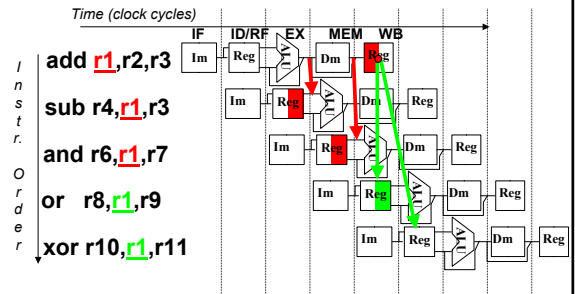 Time (clock cycles)
IF ID/RF EX MEM WB
Instr. Order
add r1,r2,r3
Im Reg ALU Dm Reg
sub r4,r1,r3
Im Reg ALU Dm Reg
and r6,r1,r7
Im Reg ALU Dm Reg
or r8,r1,r9
Im Reg ALU Dm Reg
xor r10,r1,r11
Im Reg ALU Dm Reg